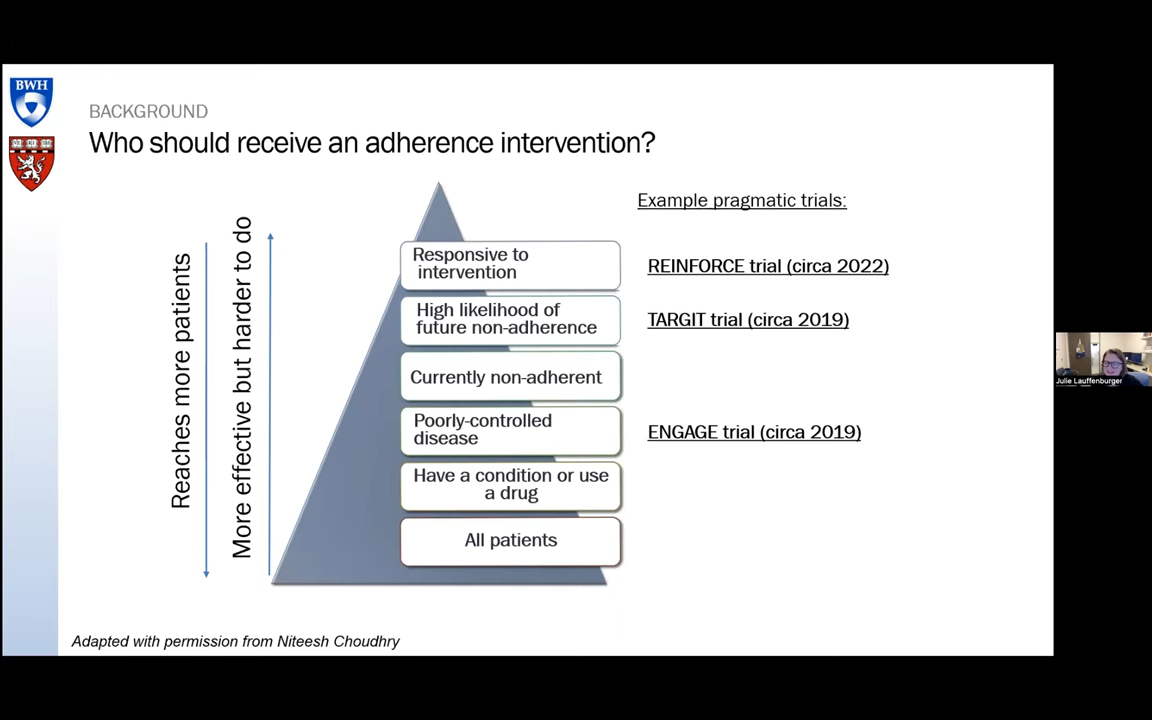 BWH
BACKGROUND
Who should receive an adherence intervention?
Reaches more patients
More effective but harder to do
Example pragmatic trials:
Responsive to
intervention
REINFORCE trial (circa 2022)
High likelihood of
future non-adherence
TARGIT trial (circa 2019)
Currently non-adherent
Poorly-controlled
disease
ENGAGE trial (circa 2019)
Have a condition or use
a drug
All patients
Adapted with permission from Niteesh Choudhry
Julie Lauffenburger